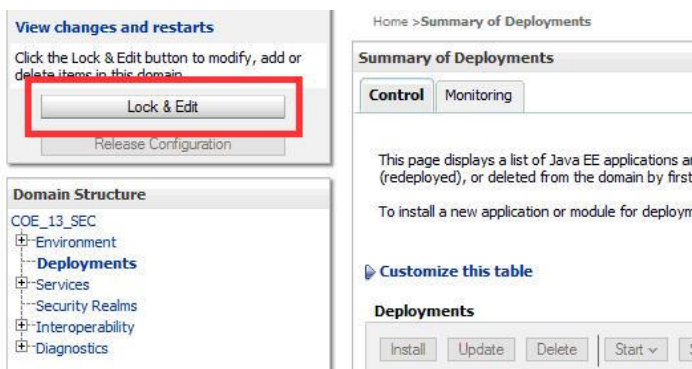 View changes and restarts
Click the Lock & Edit button to modify, add or
delete items in this domain.
Lock & Edit
Release Configuration
Domain Structure
COE_13_SEC
Environment
Deployments
Services
Security Realms
Interoperability
Diagnostics
Home >Summary of Deployments
Summary of Deployments
Control Monitoring
This page displays a list of Java EE applications
(redeployed), or deleted from the domain by first
To install a new application or module for
Customize this table
Deployments
Install Update Delete Start